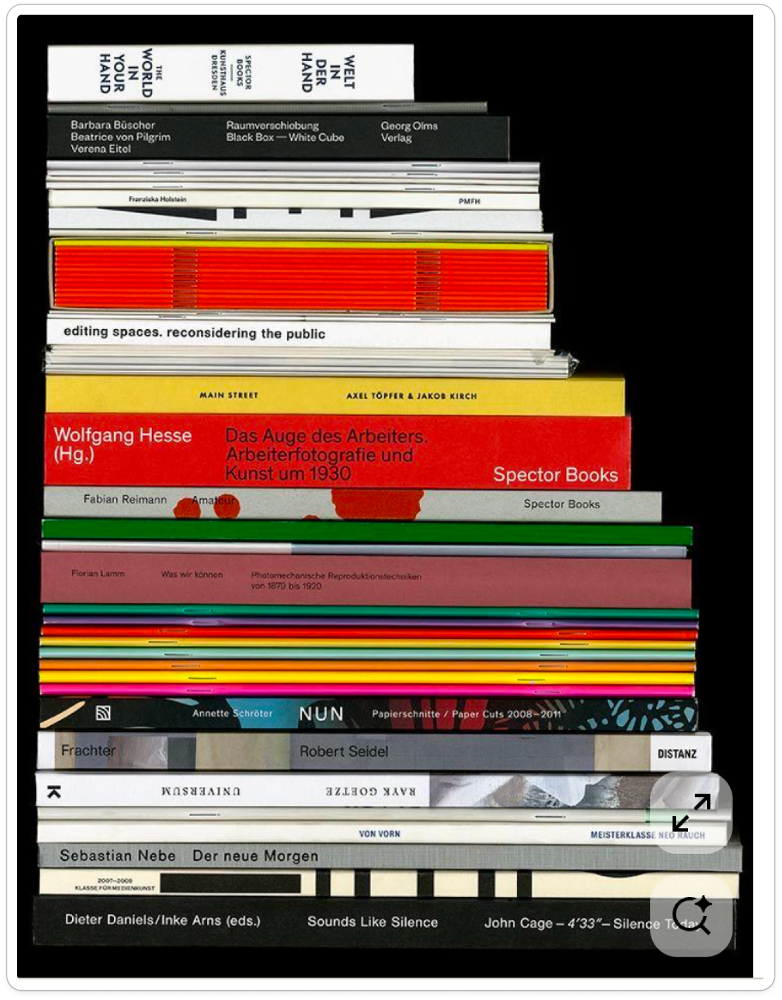 THE
WORLD
IN
YOUR
HAND
SPECTOR
BOOKS
KUNSTHAUS
DRESDEN
WELT
IN
DER
HAND
Barbara Büscher
Beatrice von Pilgrim
Verena Eitel
Raumverschiebung
Black Box — White Cube
Georg Olms
Verlag
Franziska Holstein
PMFH
editing spaces. reconsidering the public
MAIN STREET
AXEL TÖPFER & JAKOB KIRCH
Wolfgang Hesse
(Hg.)
Das Auge des Arbeiters.
Arbeiterfotografie und
Kunst um 1930
Spector Books
Fabian Reimann
Amateur
Spector Books
Florian Lamm
Was wir können
Photomechanische Reproduktionstechniken
von 1870 bis 1920
Annette Schröter
NUN
Papierschnitte / Paper Cuts 2008–2011
Frachter
Robert Seidel
DISTANZ
K
UNIVERSUM
RAYK GOETZE
VON VORN
MEISTERKLASSE NEO RAUCH
Sebastian Nebe
Der neue Morgen
2007–2009
KLASSE FÜR MEDIENKUNST
Dieter Daniels/Inke Arns (eds.)
Sounds Like Silence
John Cage – 4′33″– Silence Today